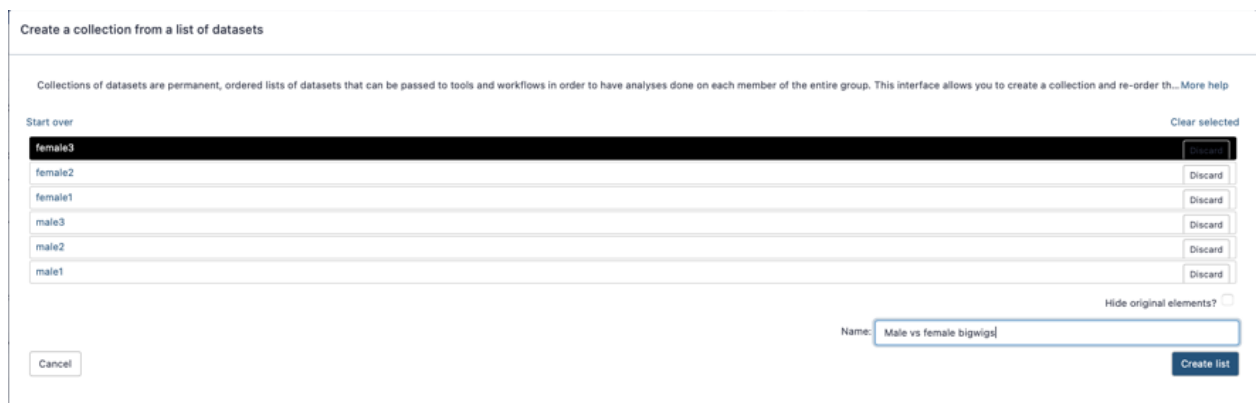 Create a collection from a list of datasets
Collections of datasets are permanent, ordered lists of datasets that can be passed to tools and workflows in order to have analyses done on each member of the entire group. This interface allows you to create a collection and re-order th... More help
Start over
Clear selected
female3
Discard
female2
Discard
female1
Discard
male3
Discard
male2
Discard
male1
Discard
Hide original elements?
Name: Male vs female bigwigs
Cancel
Create list